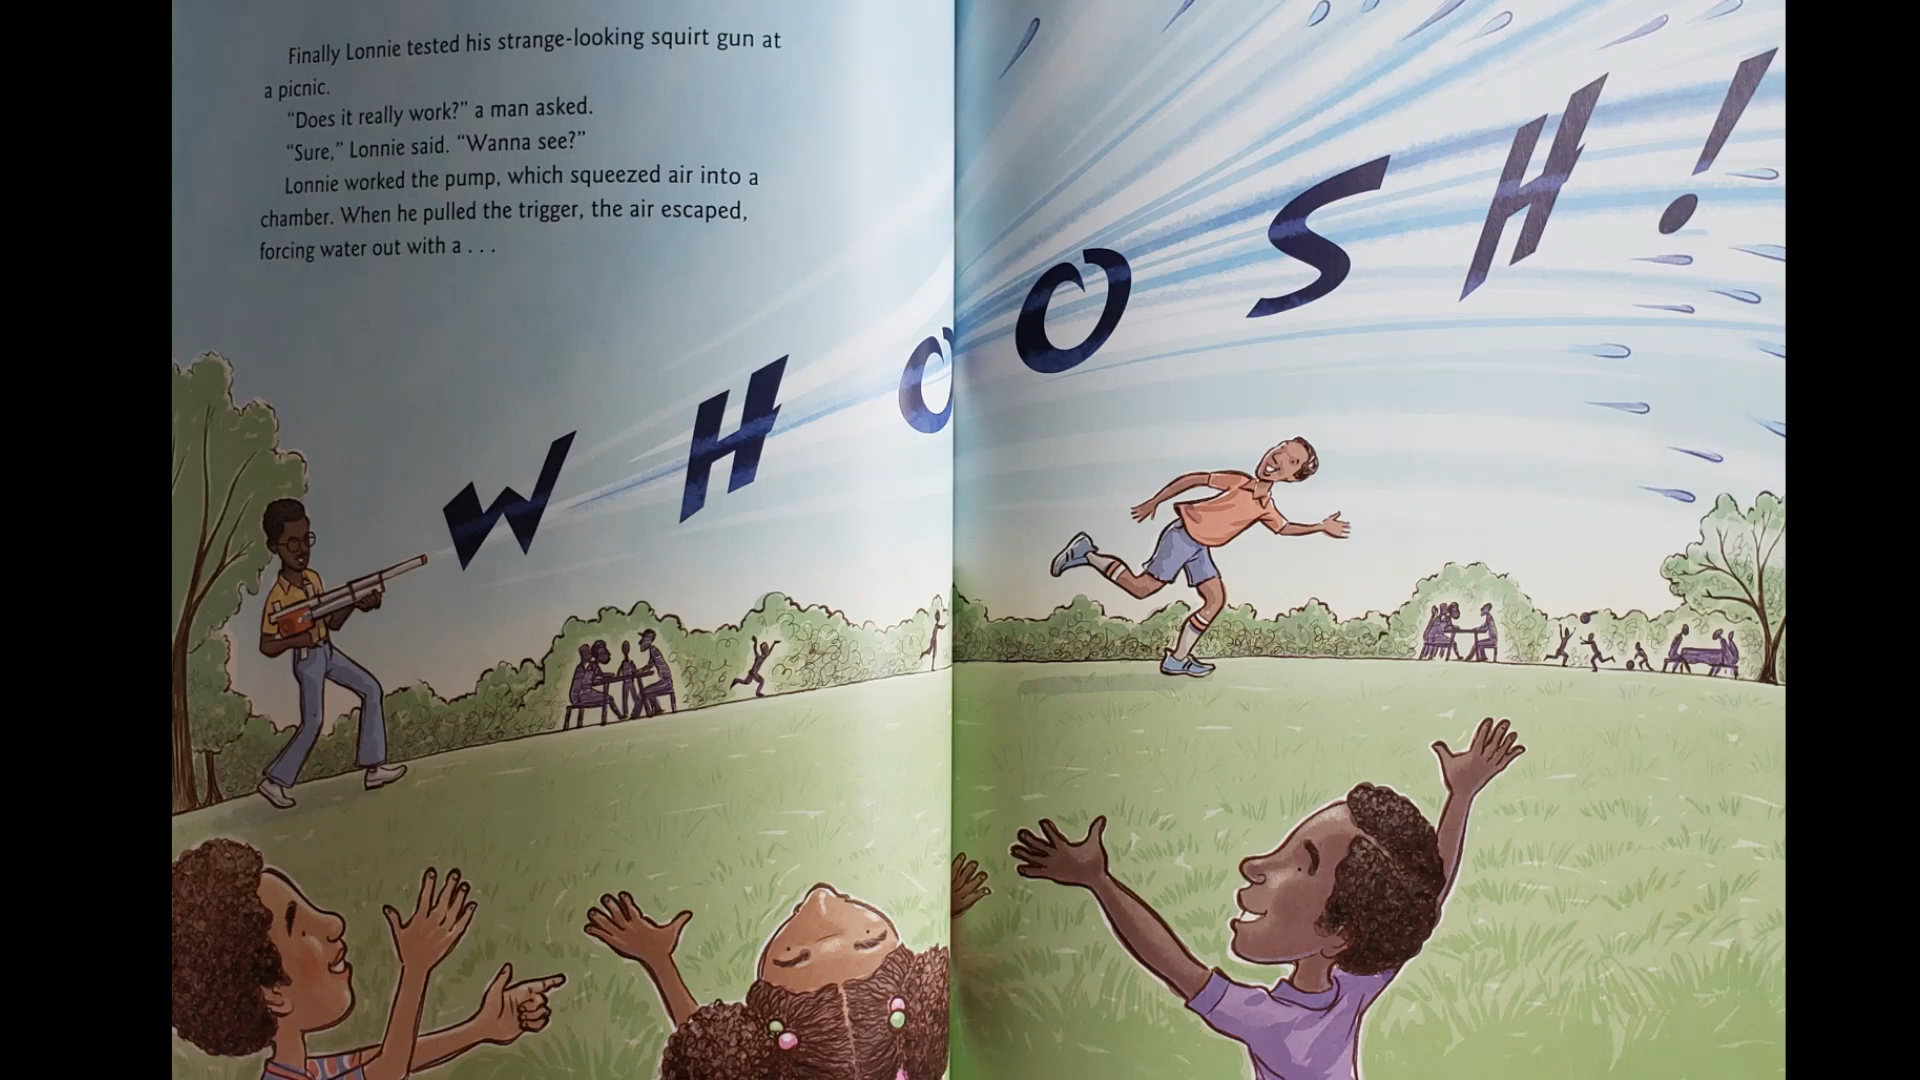 Finally Lonnie tested his strange-looking squirt gun at
a picnic.
“Does it really work?” a man asked.
“Sure,” Lonnie said. “Wanna see?”
Lonnie worked the pump, which squeezed air into a
chamber. When he pulled the trigger, the air escaped,
forcing water out with a . . .
WHOOSH!